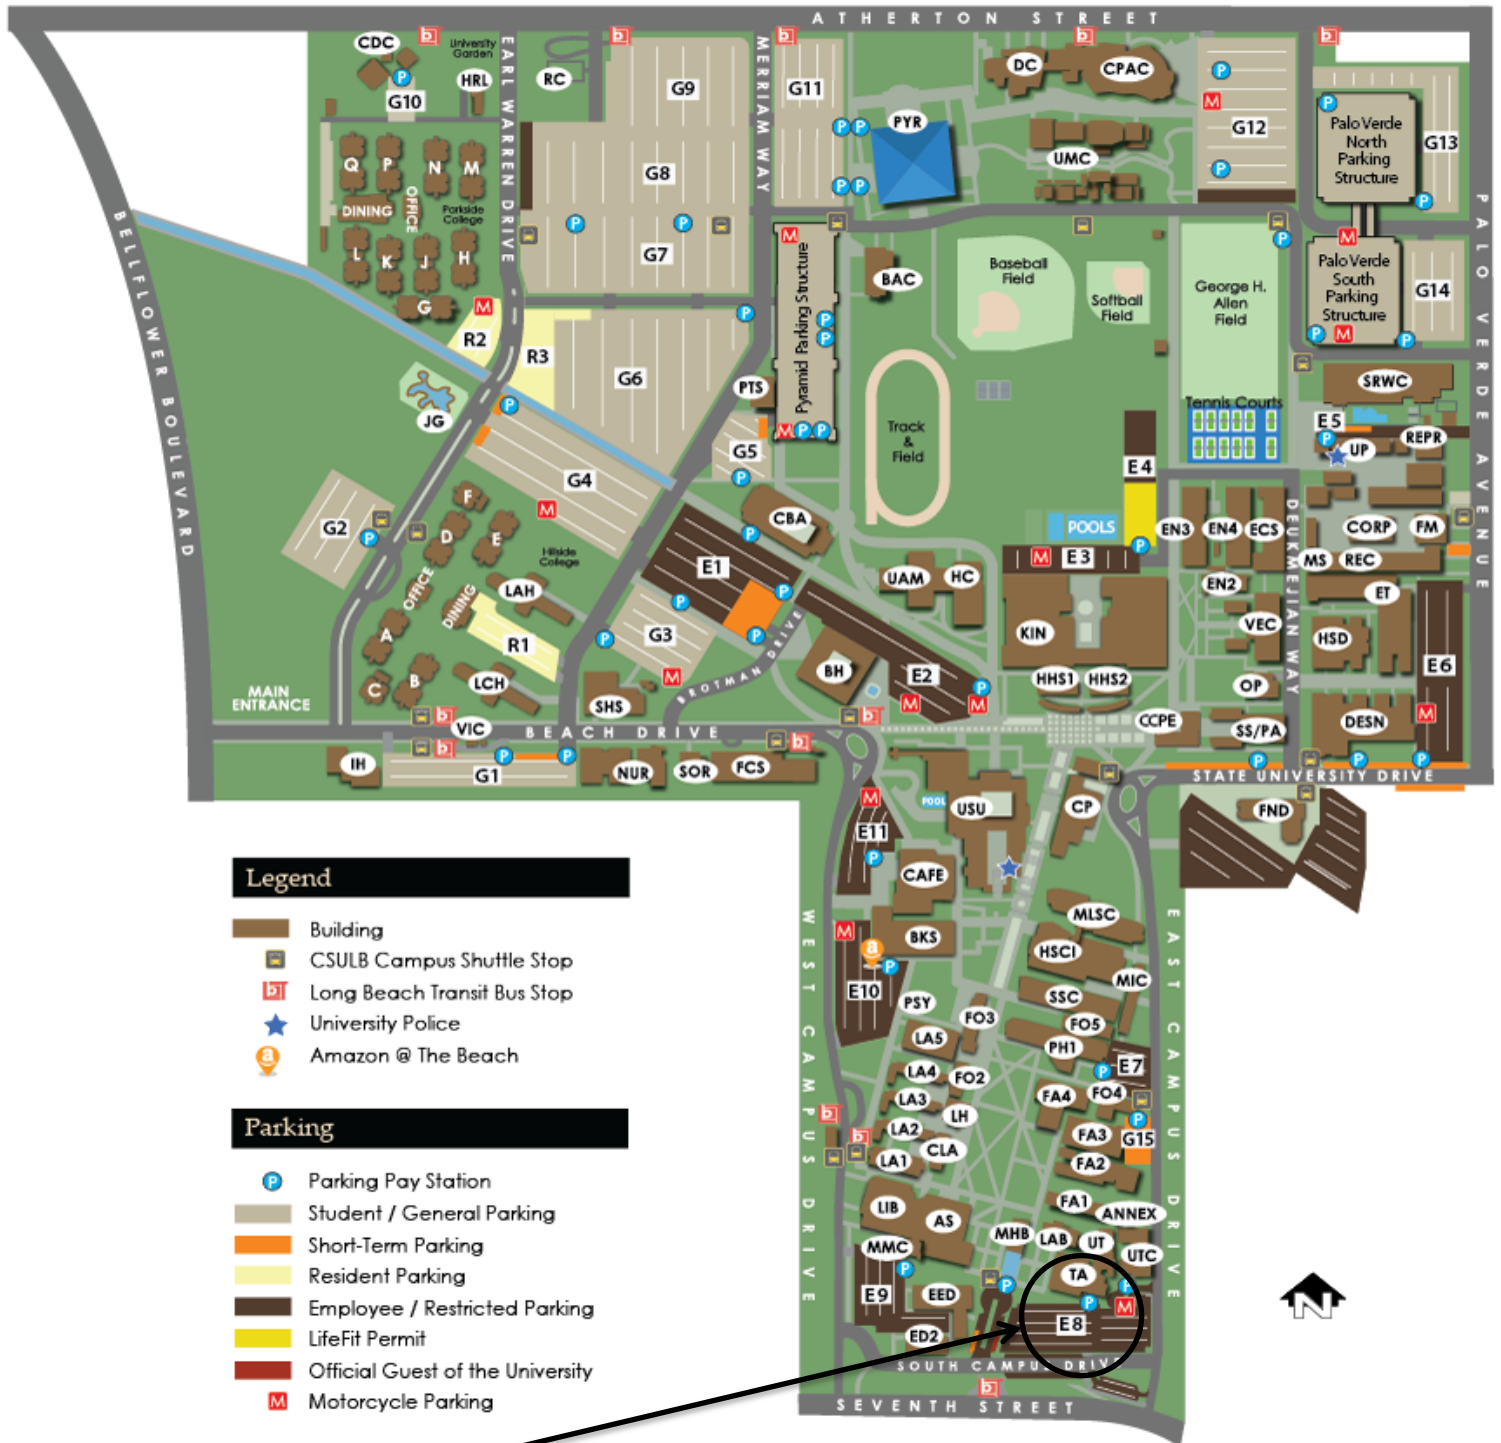 ATHERTON STREET
CDC
University
Garden
HRL
G10
EARL WARREN DRIVE
RC
G9
MERRIAM WAY
G11
DC
CPAC
G12
Palo Verde
North
Parking
Structure
G13
PYR
UMC
Q
P
N
M
G8
DINING
OFFICE
Parkside
College
L
K
J
H
G
G7
BELLFLOWER BOULEVARD
PALO VERDE AVENUE
Pyramid Parking Structure
BAC
Baseball
Field
Softball
Field
George H.
Allen
Field
Palo Verde
South
Parking
Structure
G14
R2
R3
G6
PTS
JG
SRWC
Tennis Courts
E5
UP
REPR
Track
&
Field
G5
E4
G4
G2
F
D
E
Hillside
College
OFFICE
DINING
LAH
A
B
C
R1
LCH
CBA
E1
G3
SHS
BROTMAN DRIVE
BH
E2
UAM
HC
POOLS
E3
EN3
EN4
ECS
DEUKMEJIAN WAY
CORP
FM
MS
REC
EN2
ET
VEC
HSD
E6
KIN
HHS1
HHS2
OP
CCPE
SS/PA
DESN
MAIN
ENTRANCE
VIC
BEACH DRIVE
IH
G1
NUR
SOR
FCS
STATE UNIVERSITY DRIVE
POOL
USU
CP
FND
E11
CAFE
WEST CAMPUS DRIVE
EAST CAMPUS DRIVE
BKS
MLSC
HSCI
MIC
a
E10
PSY
SSC
FO3
FO5
LA5
PH1
E7
LA4
FO2
FA4
FO4
LA3
LH
LA2
FA3
G15
CLA
LA1
FA2
LIB
AS
FA1
ANNEX
MHB
LAB
UT
UTC
MMC
TA
E9
EED
E8
ED2
SOUTH CAMPUS DRIV
SEVENTH STREET
N
Legend
Building
CSULB Campus Shuttle Stop
b Long Beach Transit Bus Stop
University Police
a Amazon @ The Beach
Parking
P Parking Pay Station
Student / General Parking
Short-Term Parking
Resident Parking
Employee / Restricted Parking
LifeFit Permit
Official Guest of the University
M Motorcycle Parking